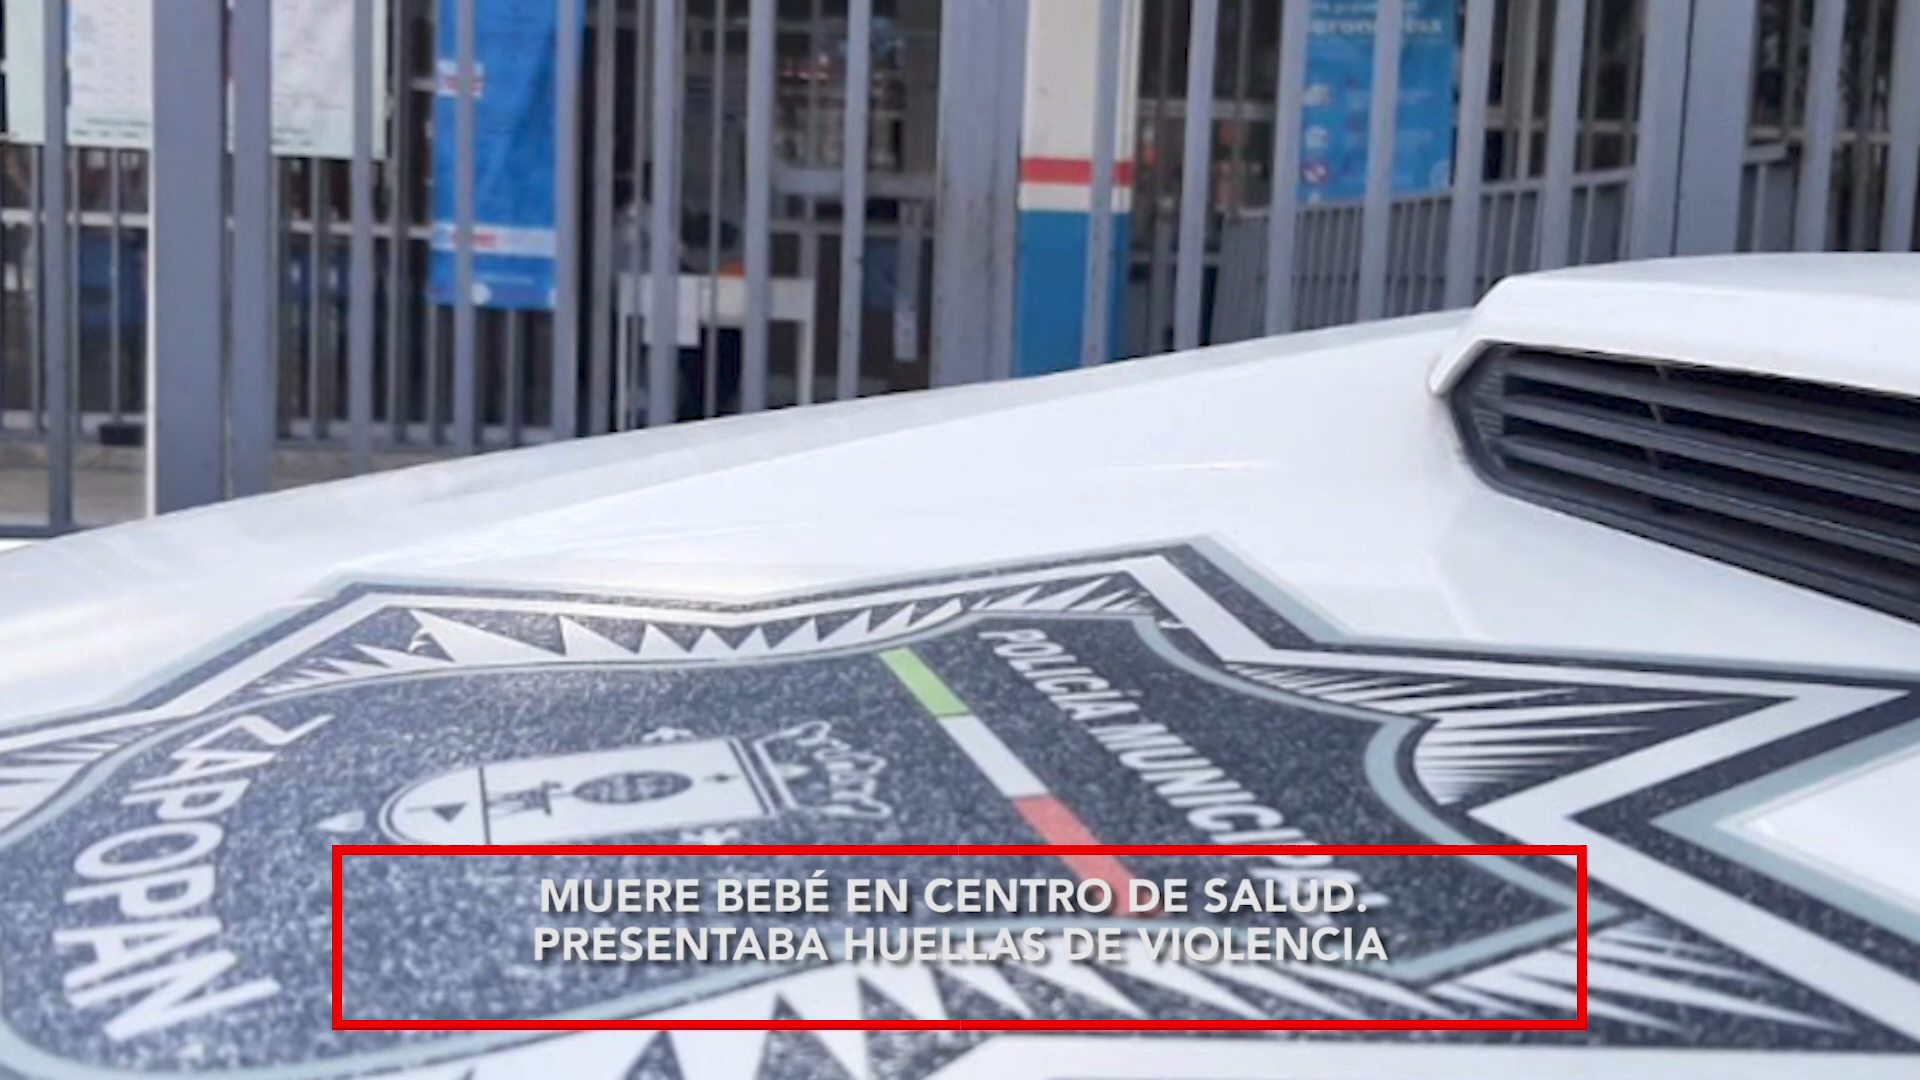 ZAPOPAN
POLICÍA MUNICIPAL
MUERE BEBÉ EN CENTRO DE SALUD.
PRESENTABA HUELLAS DE VIOLENCIA